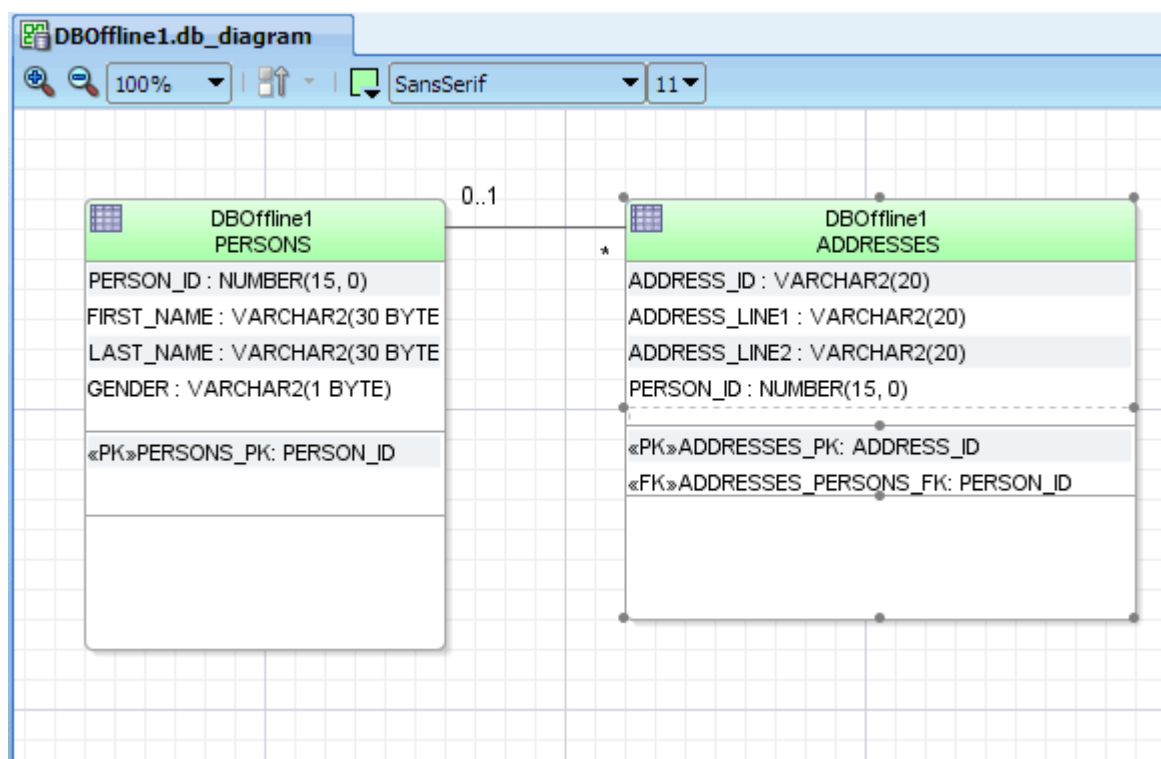 DBOffline1.db_diagram
100%
SansSerif
11
0..1
*
DBOffline1
PERSONS
PERSON_ID : NUMBER(15, 0)
FIRST_NAME : VARCHAR2(30 BYTE
LAST_NAME : VARCHAR2(30 BYTE
GENDER : VARCHAR2(1 BYTE)
«PK»PERSONS_PK: PERSON_ID
DBOffline1
ADDRESSES
ADDRESS_ID : VARCHAR2(20)
ADDRESS_LINE1 : VARCHAR2(20)
ADDRESS_LINE2 : VARCHAR2(20)
PERSON_ID : NUMBER(15, 0)
«PK»ADDRESSES_PK: ADDRESS_ID
«FK»ADDRESSES_PERSONS_FK: PERSON_ID